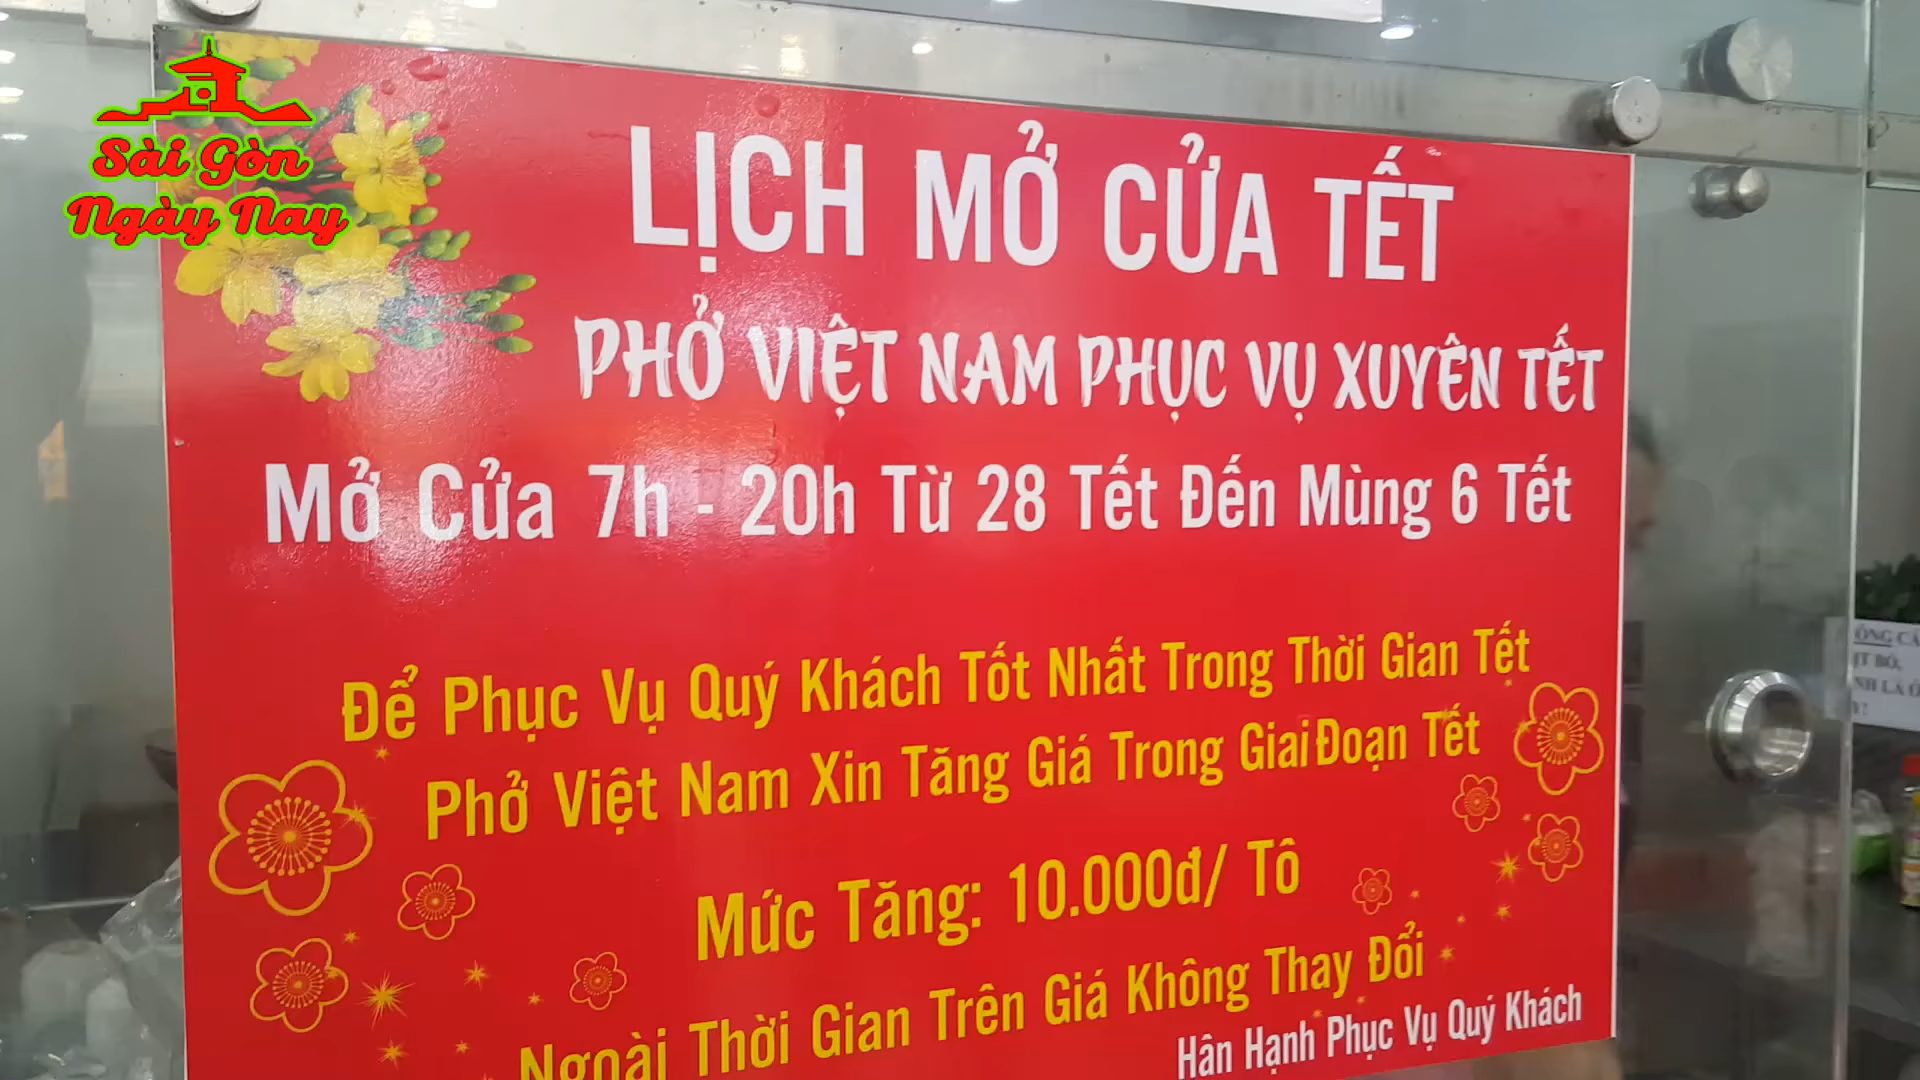 Sài Gòn
Ngày Nay
LỊCH MỞ CỬA TẾT
PHỞ VIỆT NAM PHỤC VỤ XUYÊN TẾT
Mở Cửa 7h - 20h Từ 28 Tết Đến Mùng 6 Tết
Để Phục Vụ Quý Khách Tốt Nhất Trong Thời Gian Tết
Phở Việt Nam Xin Tăng Giá Trong GiaiĐoạn Tết
Mức Tăng: 10.000đ/ Tô
Ngoài Thời Gian Trên Giá Không Thay Đổi
Hân Hạnh Phục Vụ Quý Khách